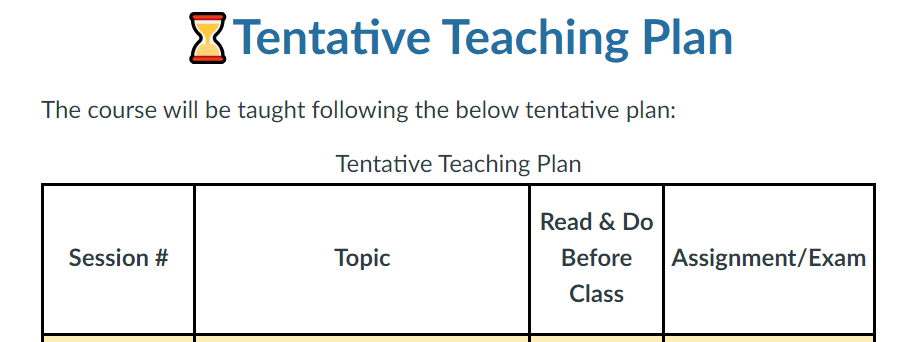 Tentative Teaching Plan
The course will be taught following the below tentative plan:
Tentative Teaching Plan
Session #
Topic
Read & Do
Before
Class
Assignment/Exam